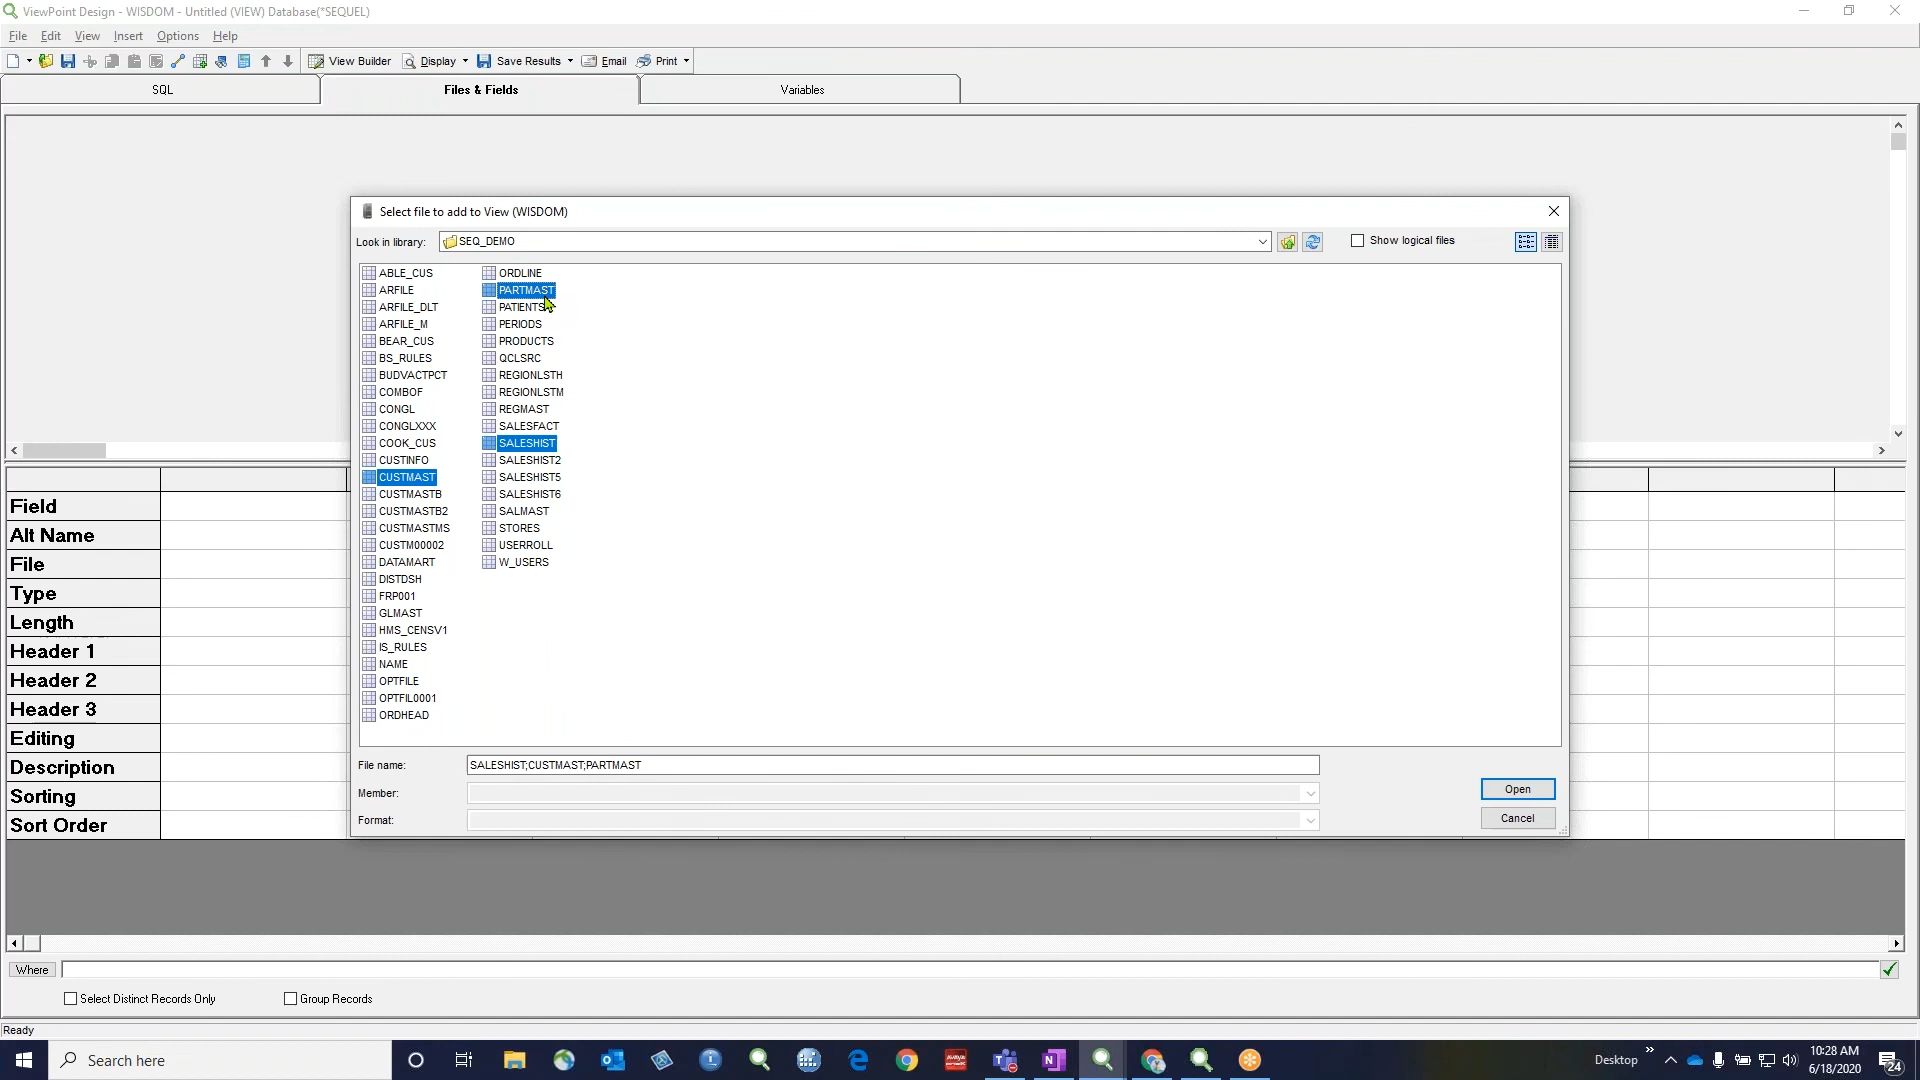 ViewPoint Design - WISDOM - Untitled (VIEW) Database(*SEQUEL)
File Edit View Insert Options Help
View Builder Display Save Results Email Print
SQL Files & Fields Variables
Select file to add to View (WISDOM)
Look in library: SEQ_DEMO Show logical files
ABLE_CUS
ARFILE
ARFILE_DLT
ARFILE_M
BEAR_CUS
BS_RULES
BUDVACTPCT
COMBOF
CONGL
CONGLXXX
COOK_CUS
CUSTINFO
CUSTMAST
CUSTMASTB
CUSTMASTB2
CUSTMASTMS
CUSTM00002
DATAMART
DISTDSH
FRP001
GLMAST
HMS_CENSV1
IS_RULES
NAME
OPTFILE
OPTFIL0001
ORDHEAD
ORDLINE
PARTMAST
PATIENTS
PERIODS
PRODUCTS
QCLSRC
REGIONLSTH
REGIONLSTM
REGMAST
SALESFACT
SALESHIST
SALESHIST2
SALESHIST5
SALESHIST6
SALMAST
STORES
USERROLL
W_USERS
File name: SALESHIST;CUSTMAST;PARTMAST
Member:
Format:
Open
Cancel
Field
Alt Name
File
Type
Length
Header 1
Header 2
Header 3
Editing
Description
Sorting
Sort Order
Where
Select Distinct Records Only Group Records
Ready
Search here
Desktop
10:28 AM
6/18/2020
24